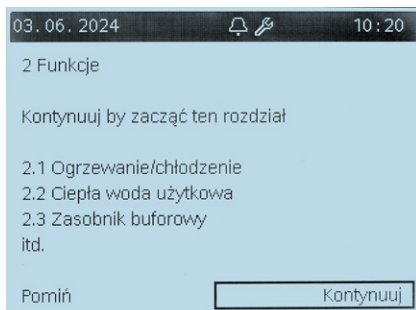 03.06.2024 10:20
2 Funkcje
Kontynuuj by zacząć ten rozdział
2.1 Ogrzewanie/chłodzenie
2.2 Ciepła woda użytkowa
2.3 Zasobnik buforowy
itd.
Pomiń Kontynuuj